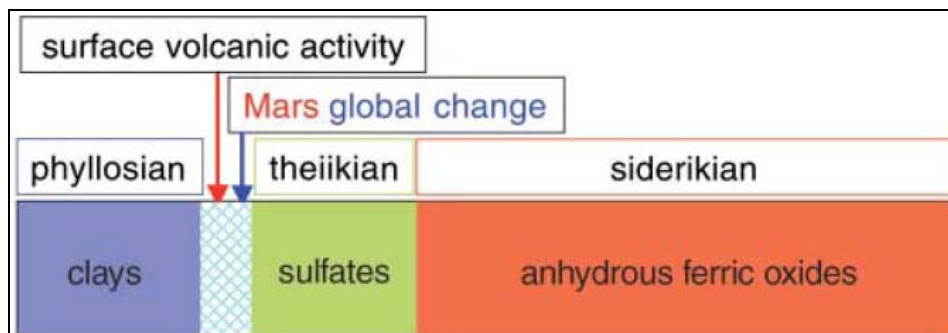 surface volcanic activity
Mars global change
phyllosian
theiikian
siderikian
clays
sulfates
anhydrous ferric oxides